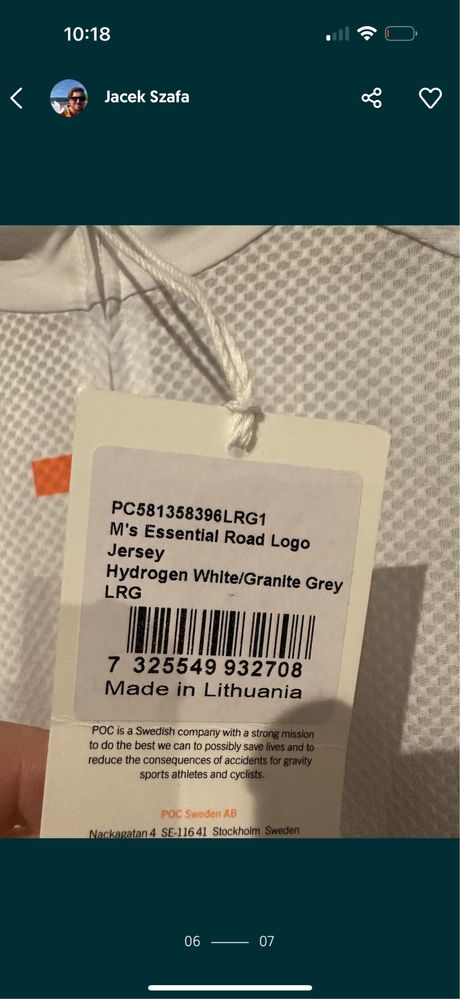 10:18
Jacek Szafa
PC581358396LRG1
M's Essential Road Logo
Jersey
Hydrogen White/Granite Grey
LRG
7 325549 932708
Made in Lithuania
POC is a Swedish company with a strong mission
to do the best we can to possibly save lives and to
reduce the consequences of accidents for gravity
sports athletes and cyclists.
POC Sweden AB
Nackagatan 4 SE-116 41 Stockholm Sweden
06 07